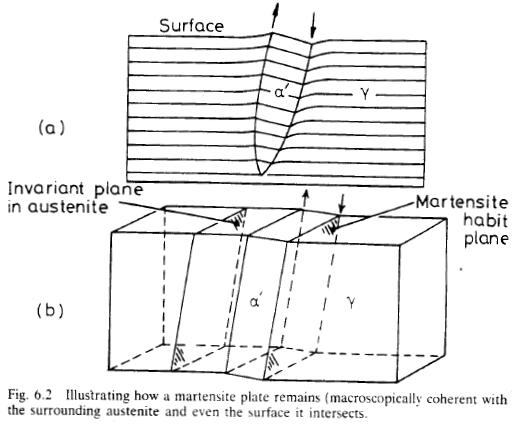 Surface
α′
γ
(a)
Invariant plane
in austenite
Martensite
habit
plane
α′
γ
(b)
Fig. 6.2 Illustrating how a martensite plate remains (macroscopically coherent with
the surrounding austenite and even the surface it intersects.